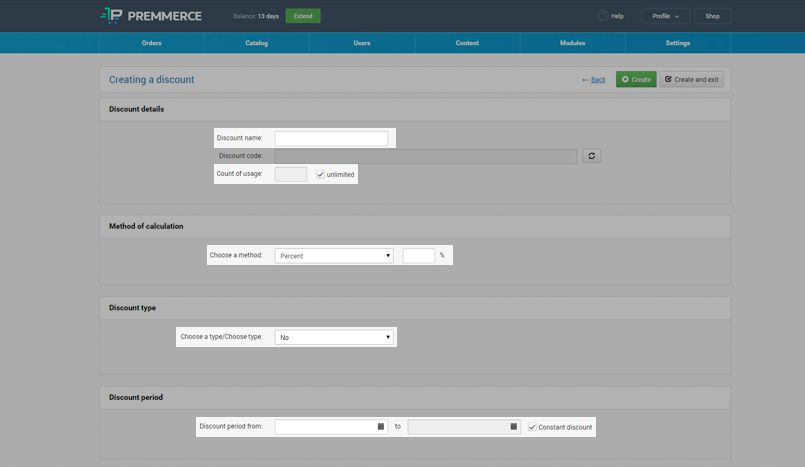 PREMMERCE
Balance: 13 days
Extend
Help
Profile
Shop
Orders
Catalog
Users
Content
Modules
Settings
Creating a discount
Back
Create
Create and exit
Discount details
Discount name:
Discount code:
Count of usage:
unlimited
Method of calculation
Choose a method:
Percent
%
Discount type
Choose a type/Choose type:
No
Discount period
Discount period from:
to
Constant discount